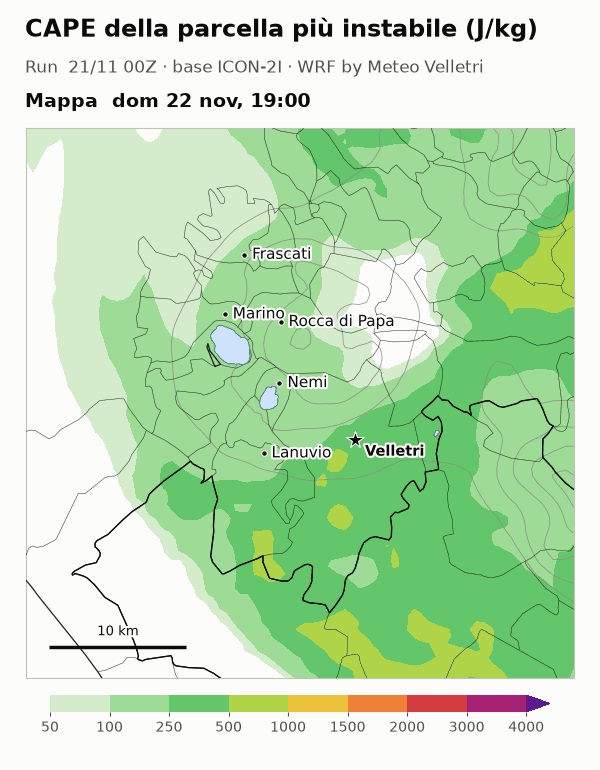 CAPE della parcella più instabile (J/kg)
Run  21/11 00Z · base ICON-2I · WRF by Meteo Velletri
Mappa  dom 22 nov, 19:00
Frascati
Marino
Rocca di Papa
Nemi
Lanuvio
Velletri
10 km
50 100 250 500 1000 1500 2000 3000 4000